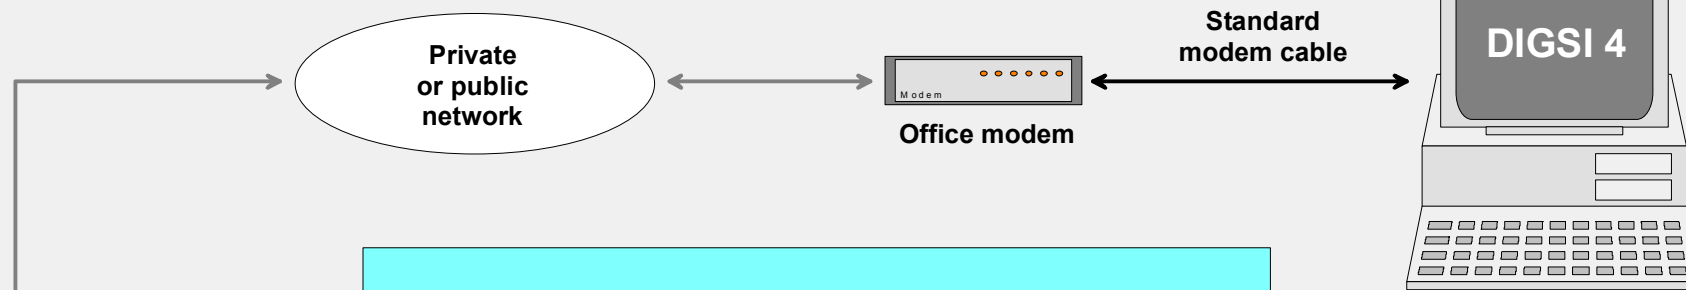 Private
or public
network
Modem
Office modem
Standard
modem cable
DIGSI 4